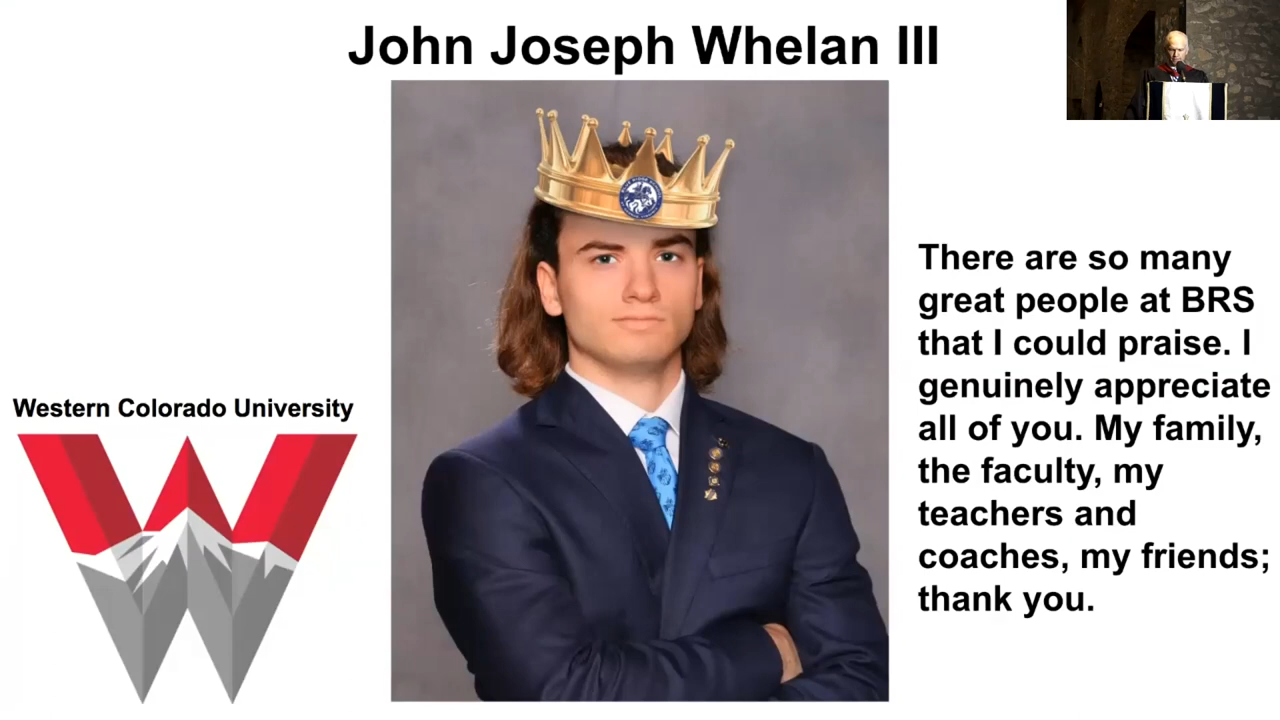 John Joseph Whelan III
Western Colorado University
There are so many
great people at BRS
that I could praise. I
genuinely appreciate
all of you. My family,
the faculty, my
teachers and
coaches, my friends;
thank you.